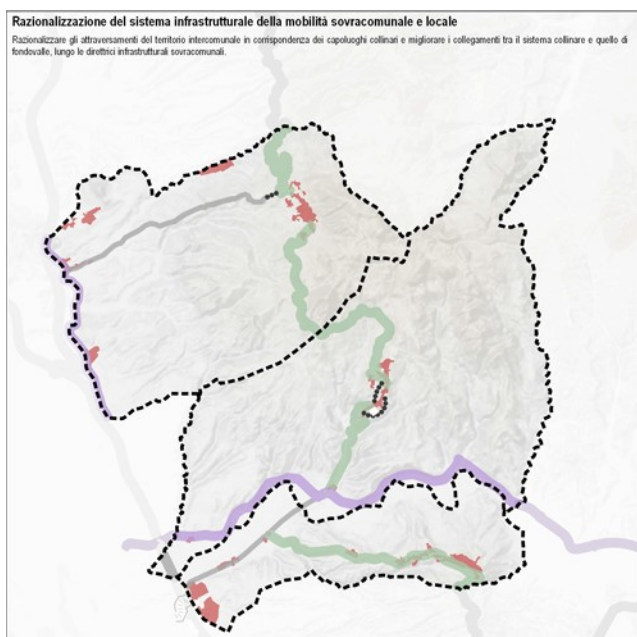 Razionalizzazione del sistema infrastrutturale della mobilità sovracomunale e locale
Razionalizzare gli attraversamenti del territorio intercomunale in corrispondenza dei capoluoghi collinari e migliorare i collegamenti tra il sistema collinare e quello di
fondovalle, lungo le direttrici infrastrutturali sovracomunali.